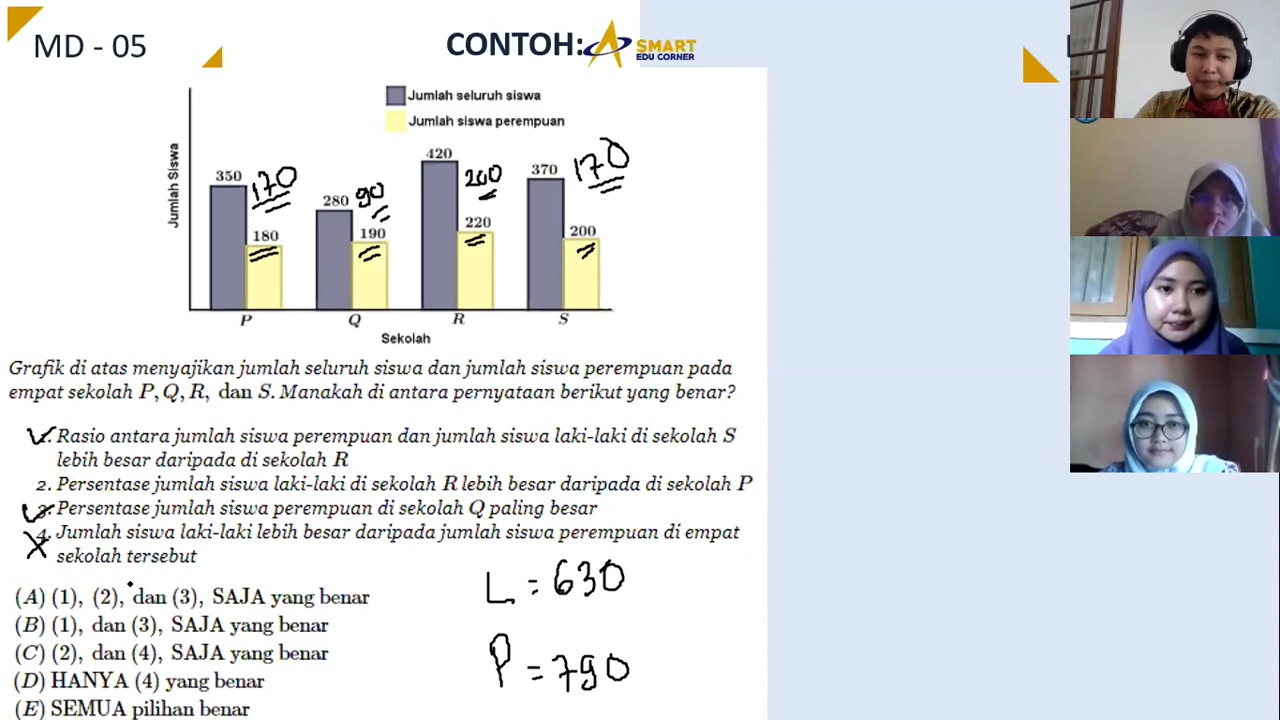 MD - 05
CONTOH:
SMART
EDU CORNER
Jumlah seluruh siswa
Jumlah siswa perempuan
Jumlah Siswa
350
170
180
280
90
190
420
200
220
370
170
200
P
Q
R
S
Sekolah
Grafik di atas menyajikan jumlah seluruh siswa dan jumlah siswa perempuan pada
empat sekolah P, Q, R, dan S. Manakah di antara pernyataan berikut yang benar?
1. Rasio antara jumlah siswa perempuan dan jumlah siswa laki-laki di sekolah S
lebih besar daripada di sekolah R
2. Persentase jumlah siswa laki-laki di sekolah R lebih besar daripada di sekolah P
3. Persentase jumlah siswa perempuan di sekolah Q paling besar
4. Jumlah siswa laki-laki lebih besar daripada jumlah siswa perempuan di empat
sekolah tersebut
(A) (1), (2), dan (3), SAJA yang benar
(B) (1), dan (3), SAJA yang benar
(C) (2), dan (4), SAJA yang benar
(D) HANYA (4) yang benar
(E) SEMUA pilihan benar
L = 630
P = 790